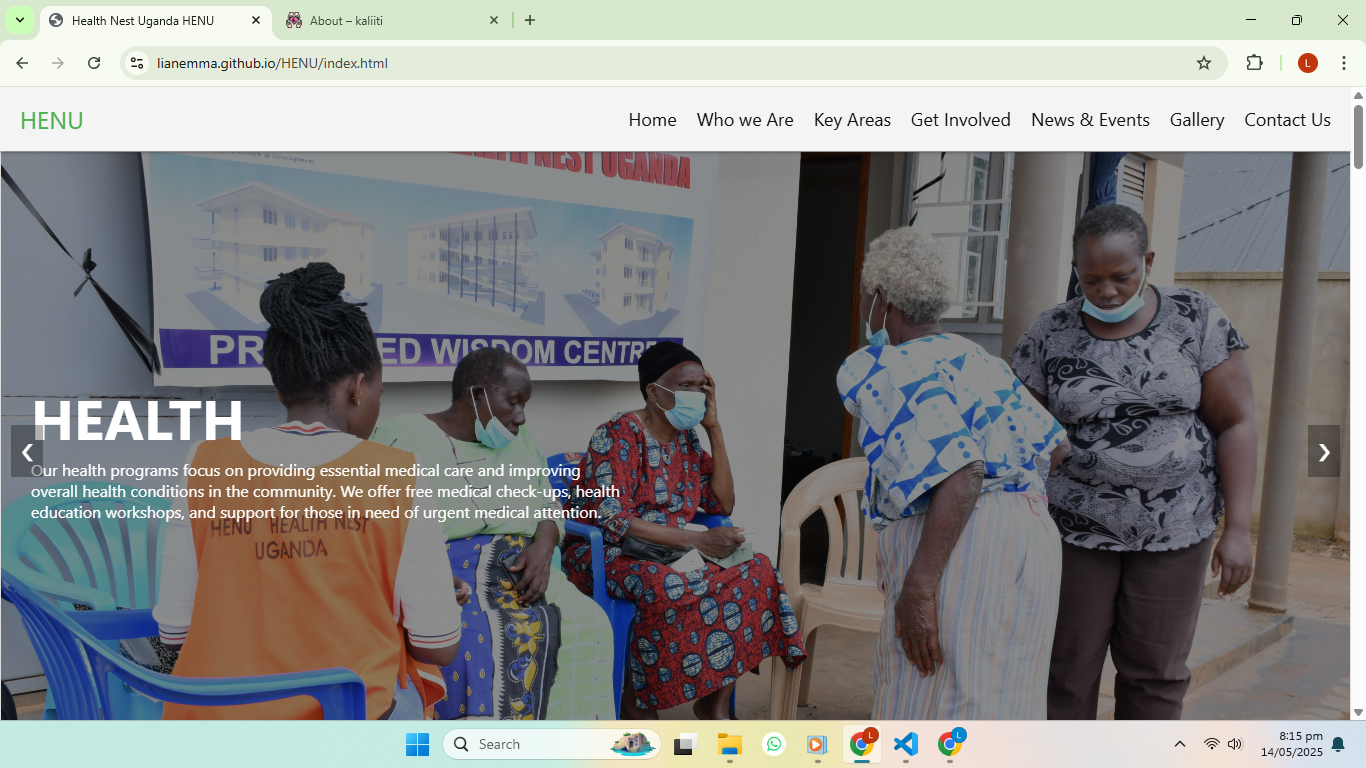 Health Nest Uganda HENU
About – kaliiti
lianemma.github.io/HENU/index.html
L
HENU
Home Who we Are Key Areas Get Involved News & Events Gallery Contact Us
HEALTH NEST UGANDA
WISDOM CENTRE
HEALTH
Our health programs focus on providing essential medical care and improving
overall health conditions in the community. We offer free medical check-ups, health
education workshops, and support for those in need of urgent medical attention.
HENU HEALTH NEST
UGANDA
Search
L
L
8:15 pm
14/05/2025